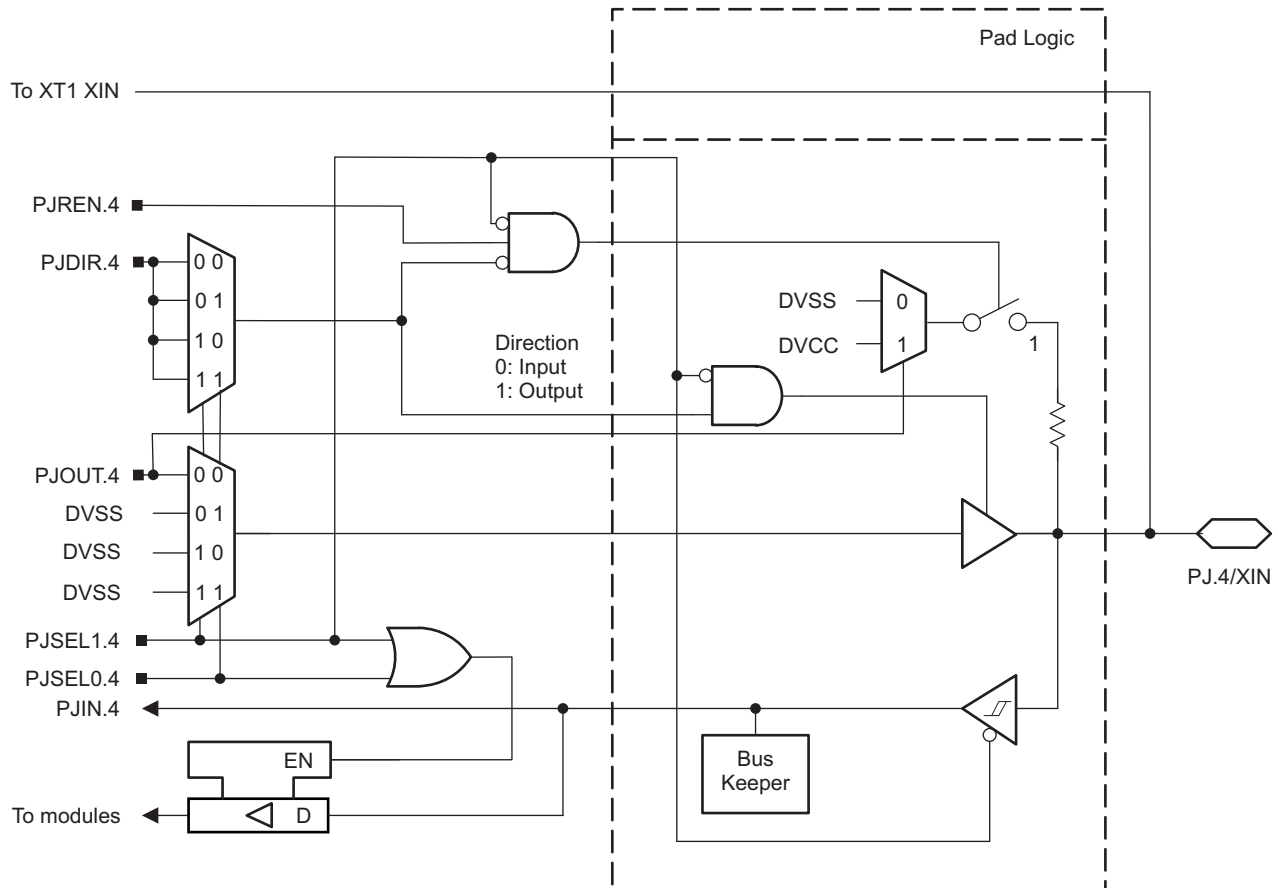 Pad Logic
To XT1 XIN
PJREN.4
PJDIR.4
0 0
0 1
1 0
1 1
Direction
0: Input
1: Output
DVSS
0
DVCC
1
1
PJOUT.4
0 0
DVSS
0 1
DVSS
1 0
DVSS
1 1
PJ.4/XIN
PJSEL1.4
PJSEL0.4
PJIN.4
EN
Bus
Keeper
To modules
D